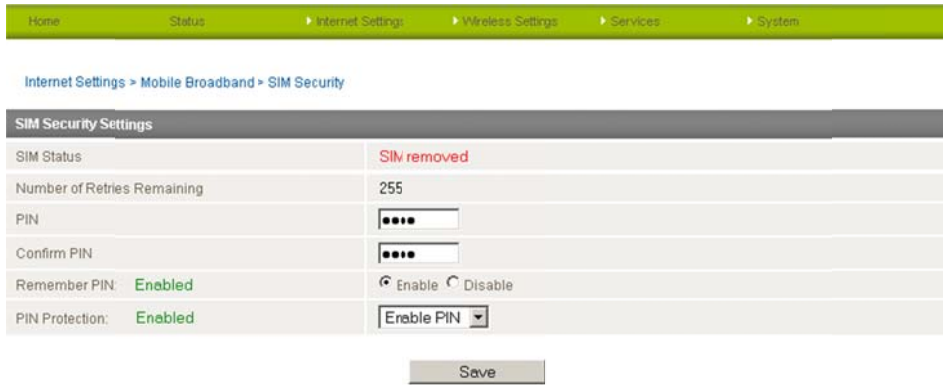 Home Status Internet Settings Wireless Settings Services System
Internet Settings > Mobile Broadband > SIM Security
SIM Security Settings
SIM Status SIM removed
Number of Retries Remaining 255
PIN ••••
Confirm PIN ••••
Remember PIN: Enabled Enable Disable
PIN Protection: Enabled Enable PIN
Save